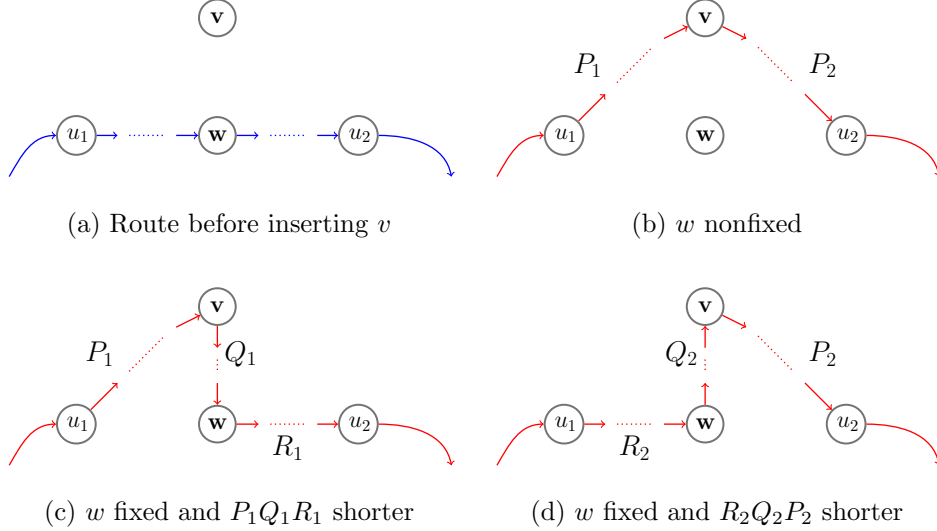 v
u₁
w
u₂
(a) Route before inserting v
v
P₁
P₂
u₁
w
u₂
(b) w nonfixed
v
P₁
Q₁
u₁
w
u₂
R₁
(c) w fixed and P₁Q₁R₁ shorter
v
Q₂
P₂
u₁
w
u₂
R₂
(d) w fixed and R₂Q₂P₂ shorter